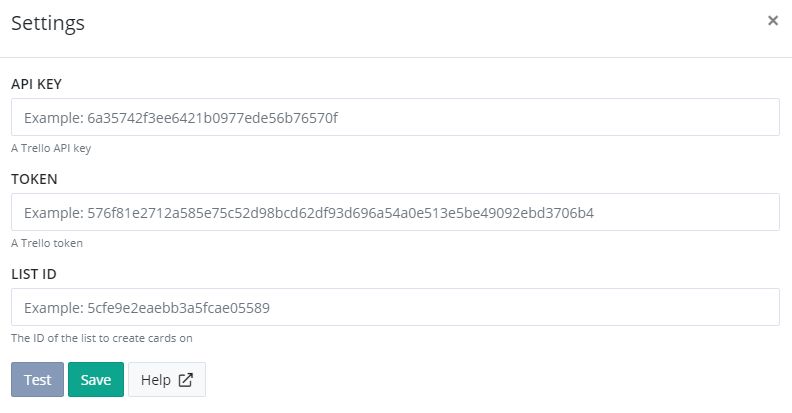 Settings
×
API KEY
Example: 6a35742f3ee6421b0977ede56b76570f
A Trello API key
TOKEN
Example: 576f81e2712a585e75c52d98bcd62df93d696a54a0e513e5be49092ebd3706b4
A Trello token
LIST ID
Example: 5cfe9e2eaebb3a5fcae05589
The ID of the list to create cards on
Test Save Help